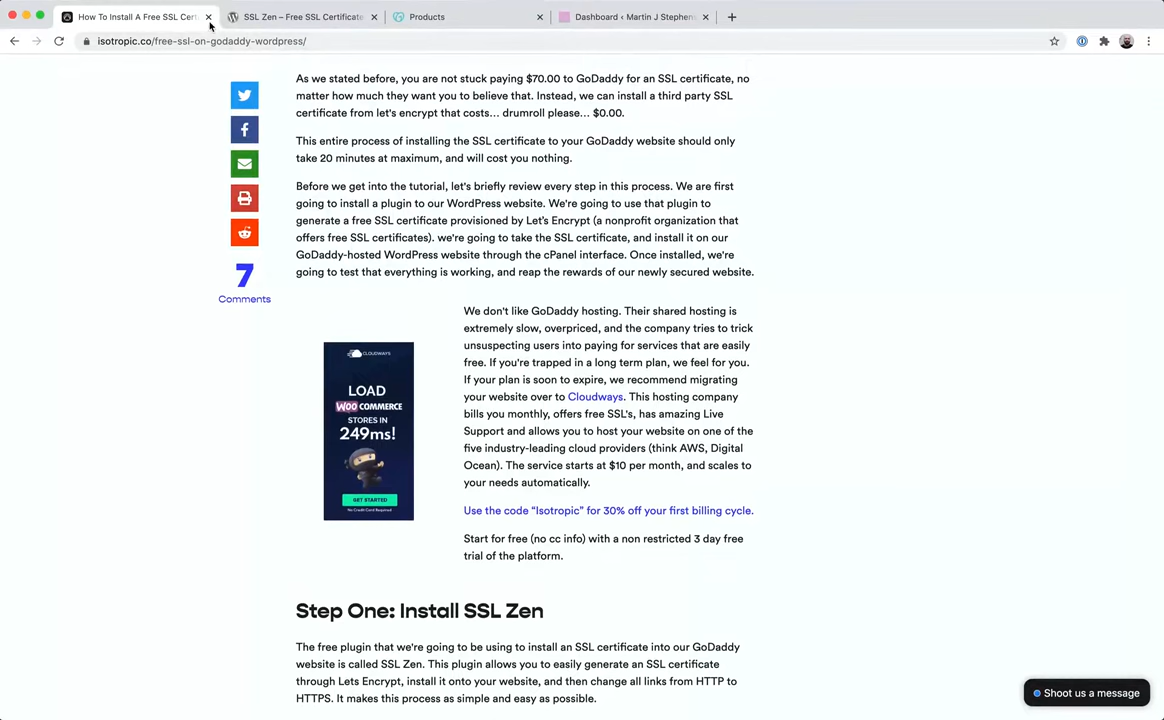 How To Install A Free SSL Cert
SSL Zen – Free SSL Certificate
Products
Dashboard ‹ Martin J Stephens
isotropic.co/free-ssl-on-godaddy-wordpress/
As we stated before, you are not stuck paying $70.00 to GoDaddy for an SSL certificate, no
matter how much they want you to believe that. Instead, we can install a third party SSL
certificate from let's encrypt that costs... drumroll please... $0.00.
This entire process of installing the SSL certificate to your GoDaddy website should only
take 20 minutes at maximum, and will cost you nothing.
Before we get into the tutorial, let's briefly review every step in this process. We are first
going to install a plugin to our WordPress website. We're going to use that plugin to
generate a free SSL certificate provisioned by Let's Encrypt (a nonprofit organization that
offers free SSL certificates). we're going to take the SSL certificate, and install it on our
GoDaddy-hosted WordPress website through the cPanel interface. Once installed, we're
going to test that everything is working, and reap the rewards of our newly secured website.
7
Comments
We don't like GoDaddy hosting. Their shared hosting is
extremely slow, overpriced, and the company tries to trick
unsuspecting users into paying for services that are easily
free. If you're trapped in a long term plan, we feel for you.
If your plan is soon to expire, we recommend migrating
your website over to Cloudways. This hosting company
bills you monthly, offers free SSL's, has amazing Live
Support and allows you to host your website on one of the
five industry-leading cloud providers (think AWS, Digital
Ocean). The service starts at $10 per month, and scales to
your needs automatically.
Use the code “Isotropic” for 30% off your first billing cycle.
Start for free (no cc info) with a non restricted 3 day free
trial of the platform.
CLOUDWAYS
LOAD
WOO COMMERCE
STORES IN
249ms!
GET STARTED
No Credit Card Required
Step One: Install SSL Zen
The free plugin that we're going to be using to install an SSL certificate into our GoDaddy
website is called SSL Zen. This plugin allows you to easily generate an SSL certificate
through Lets Encrypt, install it onto your website, and then change all links from HTTP to
HTTPS. It makes this process as simple and easy as possible.
Shoot us a message